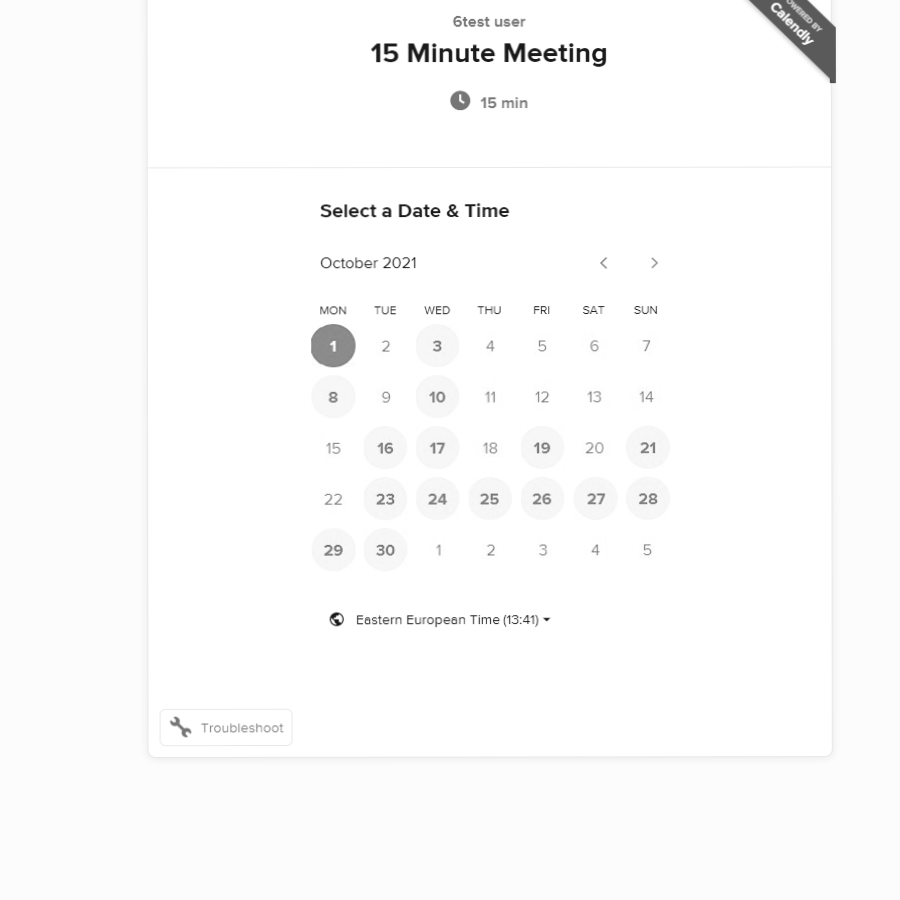 6test user
15 Minute Meeting
15 min
POWERED BY
Calendly
Select a Date & Time
October 2021
MON TUE WED THU FRI SAT SUN
1 2 3 4 5 6 7
8 9 10 11 12 13 14
15 16 17 18 19 20 21
22 23 24 25 26 27 28
29 30 1 2 3 4 5
Eastern European Time (13:41)
Troubleshoot